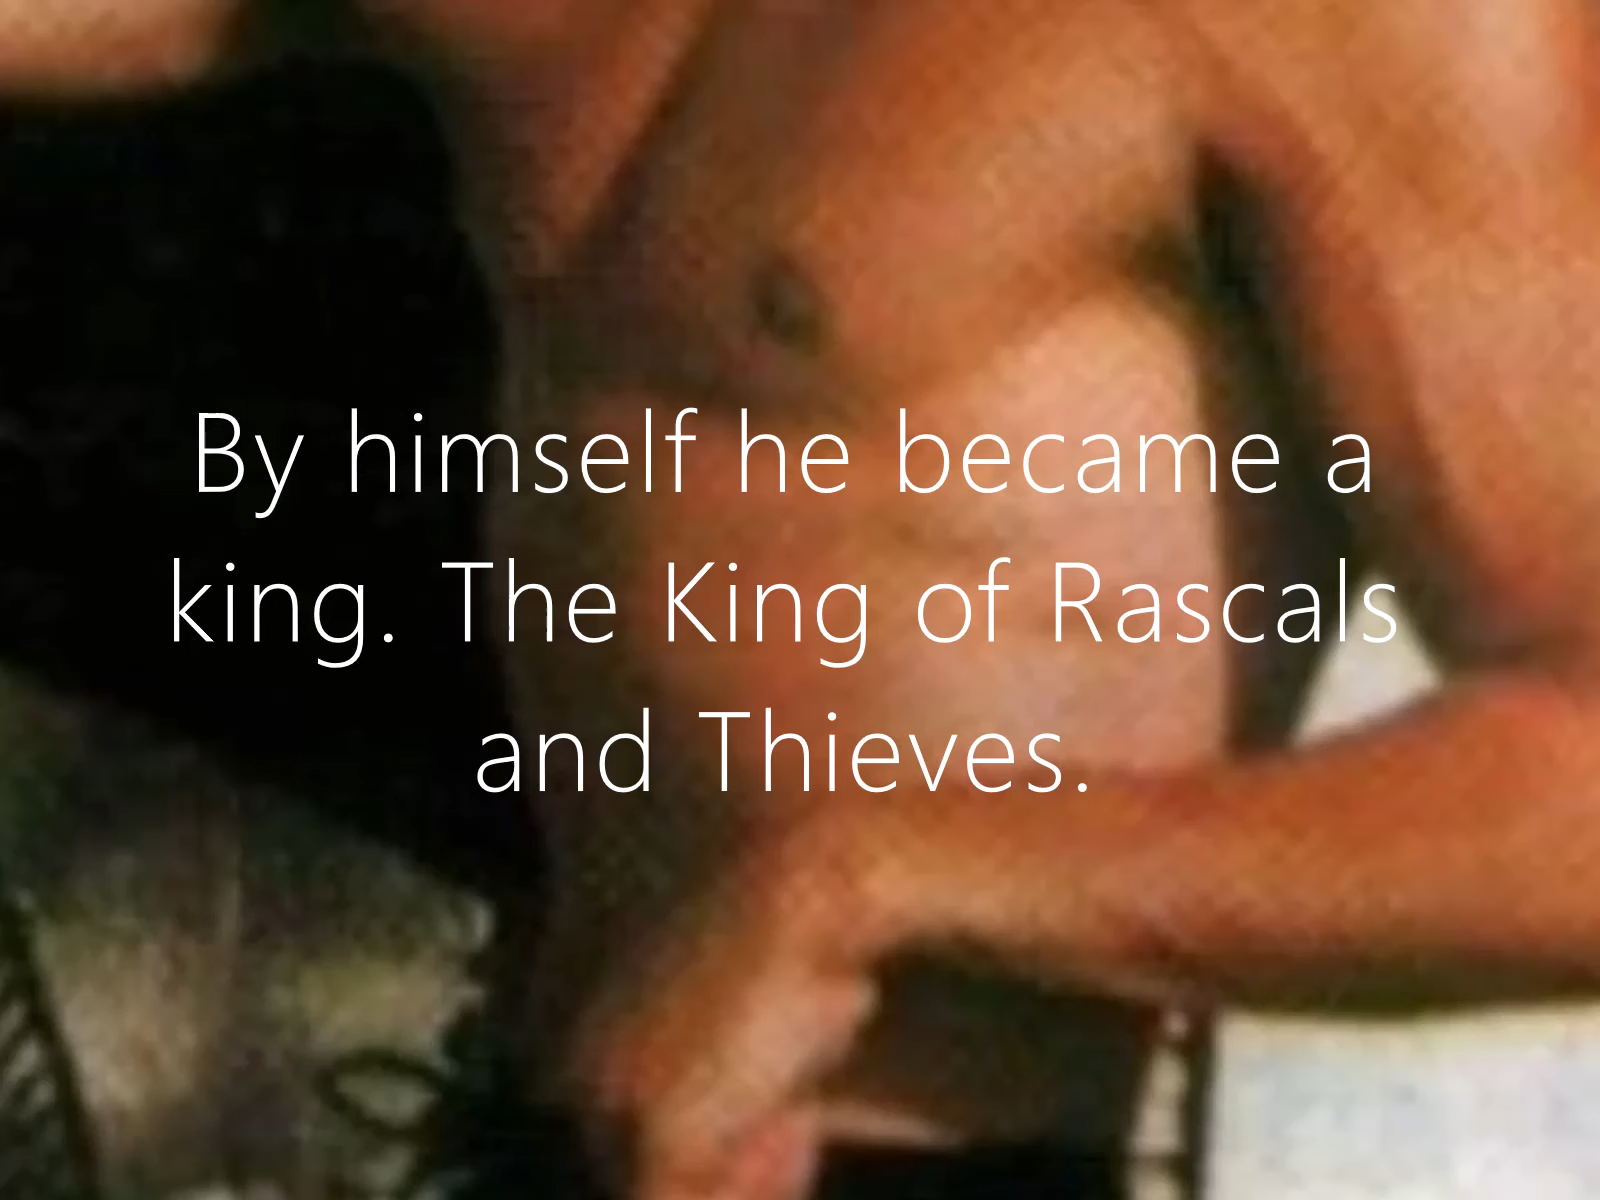 By himself he became a
king. The King of Rascals
and Thieves.